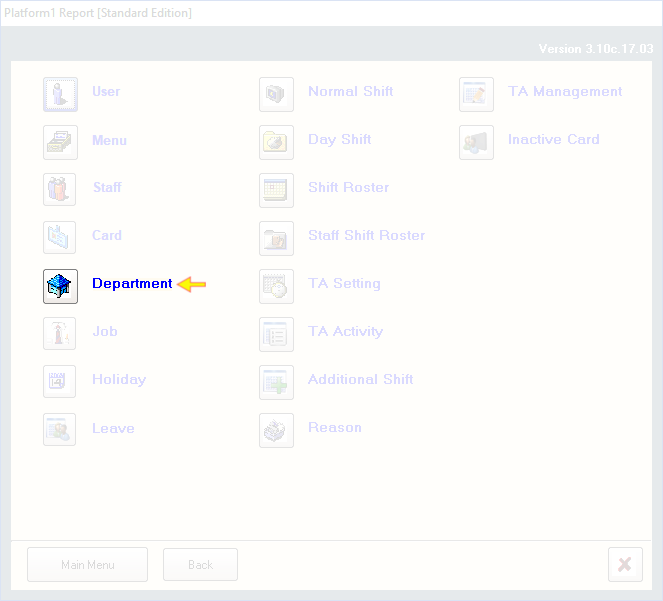 Platform1 Report [Standard Edition]
Version 3.10c.17.03
User
Menu
Staff
Card
Department
Job
Holiday
Leave
Normal Shift
Day Shift
Shift Roster
Staff Shift Roster
TA Setting
TA Activity
Additional Shift
Reason
TA Management
Inactive Card
Main Menu
Back